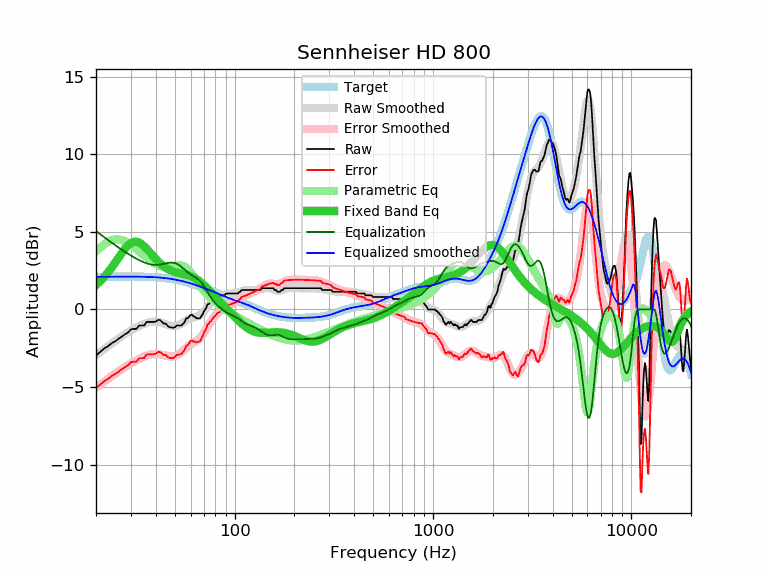 Sennheiser HD 800
15
10
5
0
−5
−10
Amplitude (dBr)
Target
Raw Smoothed
Error Smoothed
Raw
Error
Parametric Eq
Fixed Band Eq
Equalization
Equalized smoothed
100
1000
10000
Frequency (Hz)